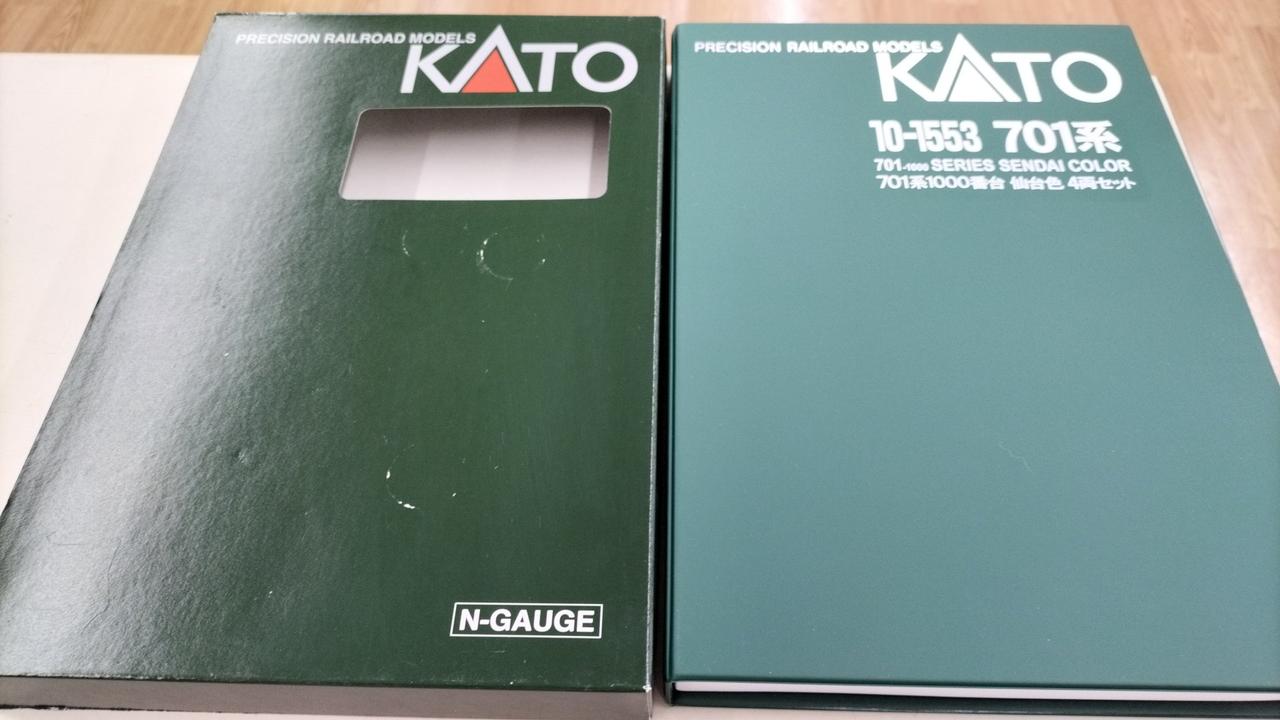 PRECISION RAILROAD MODELS
KATO
N-GAUGE
PRECISION RAILROAD MODELS
KATO
10-1553 701系
701-1000 SERIES SENDAI COLOR
701系1000番台 仙台色 4両セット